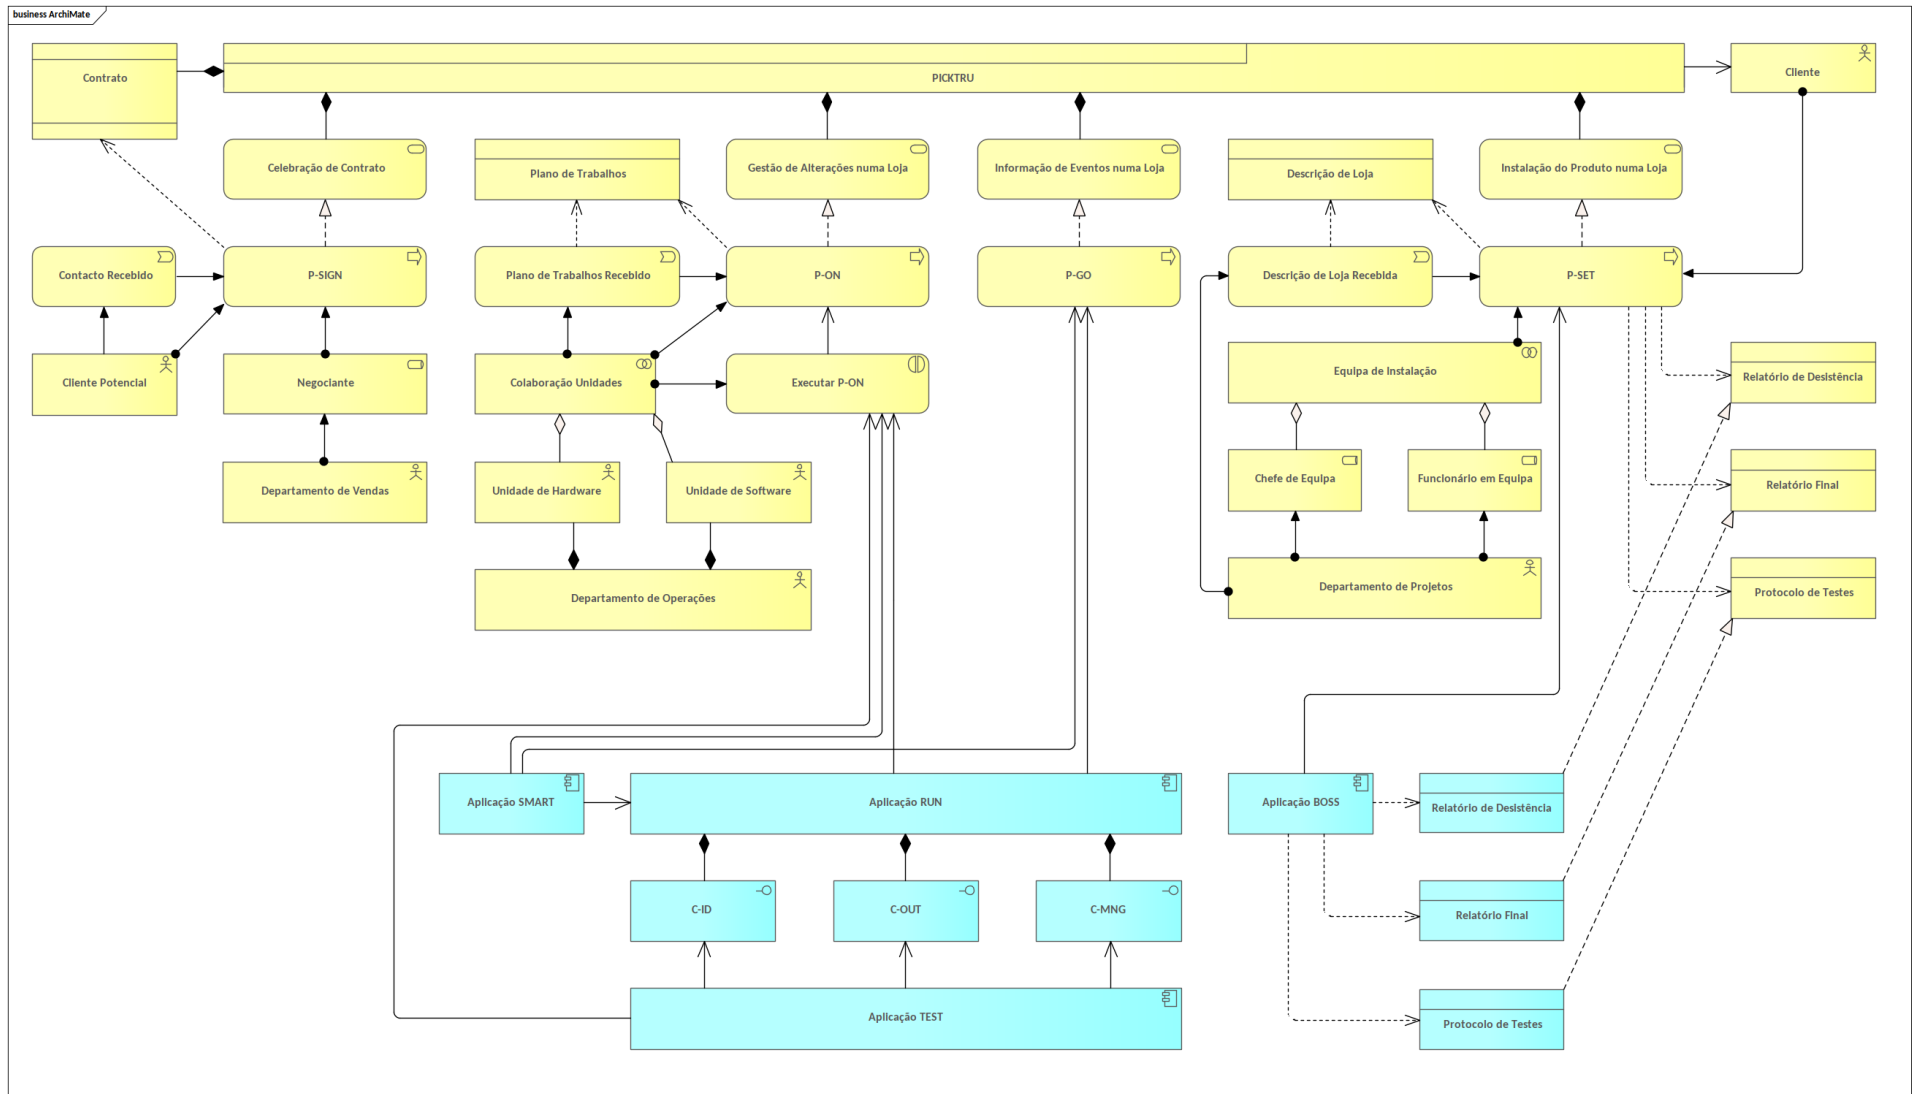 business ArchiMate
Contrato
PICKTRU
Cliente
Celebração de Contrato
Plano de Trabalhos
Gestão de Alterações numa Loja
Informação de Eventos numa Loja
Descrição de Loja
Instalação do Produto numa Loja
Contacto Recebido
P-SIGN
Plano de Trabalhos Recebido
P-ON
P-GO
Descrição de Loja Recebida
P-SET
Cliente Potencial
Negociante
Colaboração Unidades
Executar P-ON
Equipa de Instalação
Relatório de Desistência
Departamento de Vendas
Unidade de Hardware
Unidade de Software
Chefe de Equipa
Funcionário em Equipa
Relatório Final
Departamento de Operações
Departamento de Projetos
Protocolo de Testes
Aplicação SMART
Aplicação RUN
Aplicação BOSS
Relatório de Desistência
C-ID
C-OUT
C-MNG
Relatório Final
Aplicação TEST
Protocolo de Testes